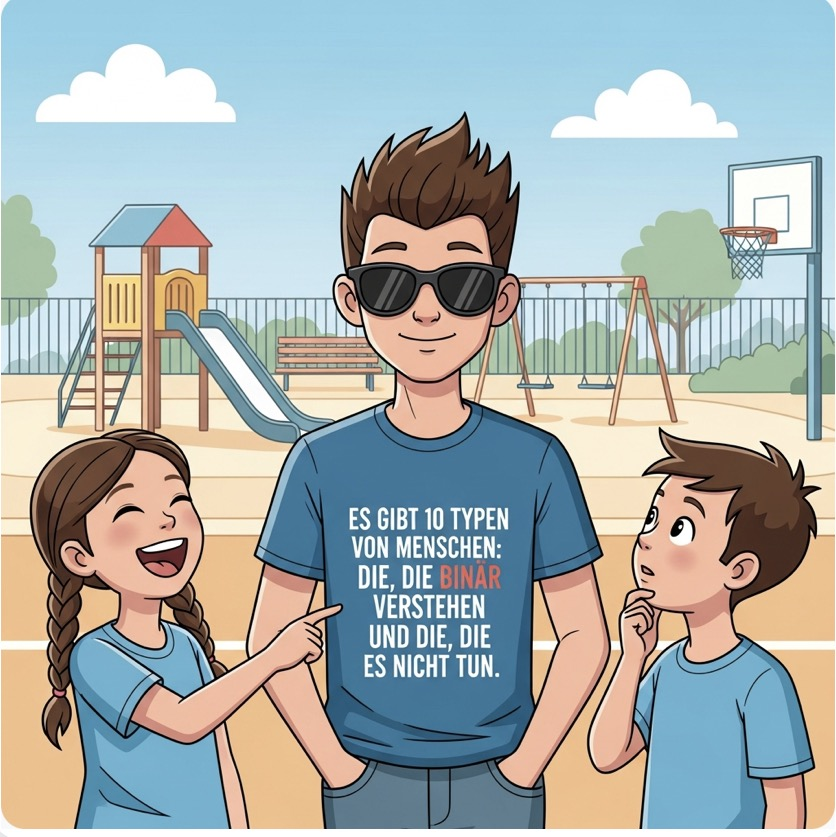 ES GIBT 10 TYPEN
VON MENSCHEN:
DIE, DIE BINÄR
VERSTEHEN
UND DIE, DIE
ES NICHT TUN.